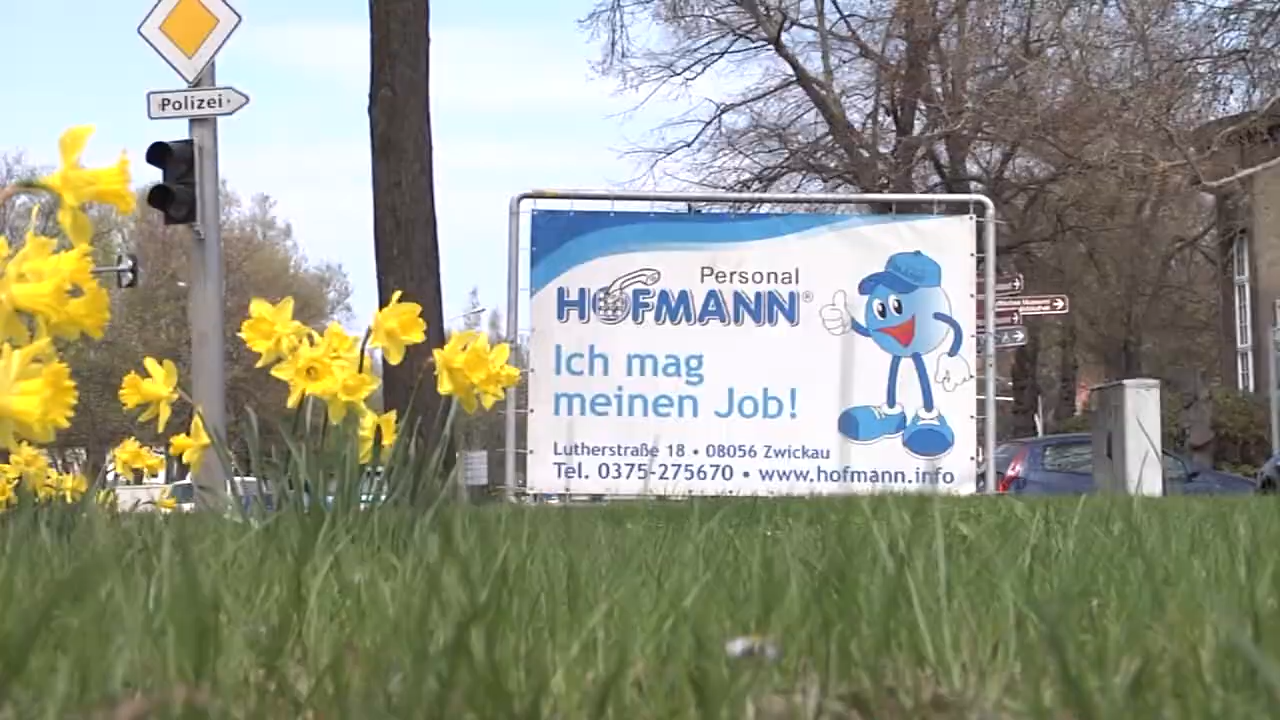 Polizei
Personal
HOFMANN®
Ich mag
meinen Job!
Lutherstraße 18 • 08056 Zwickau
Tel. 0375-275670 • www.hofmann.info